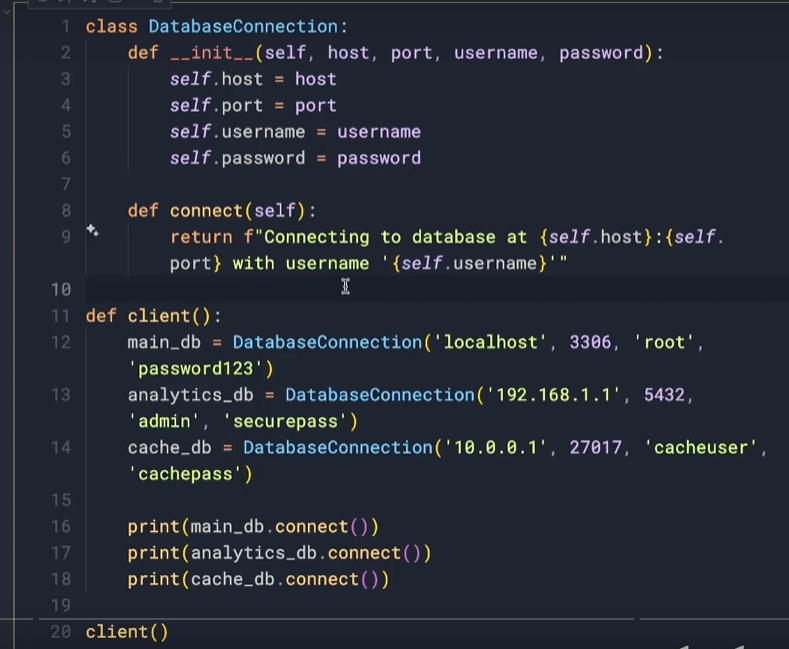 1 class DatabaseConnection:
2     def __init__(self, host, port, username, password):
3         self.host = host
4         self.port = port
5         self.username = username
6         self.password = password
7
8     def connect(self):
9         return f"Connecting to database at {self.host}:{self.
        port} with username '{self.username}'"
10
11 def client():
12     main_db = DatabaseConnection('localhost', 3306, 'root',
    'password123')
13     analytics_db = DatabaseConnection('192.168.1.1', 5432,
    'admin', 'securepass')
14     cache_db = DatabaseConnection('10.0.0.1', 27017, 'cacheuser',
    'cachepass')
15
16     print(main_db.connect())
17     print(analytics_db.connect())
18     print(cache_db.connect())
19
20 client()